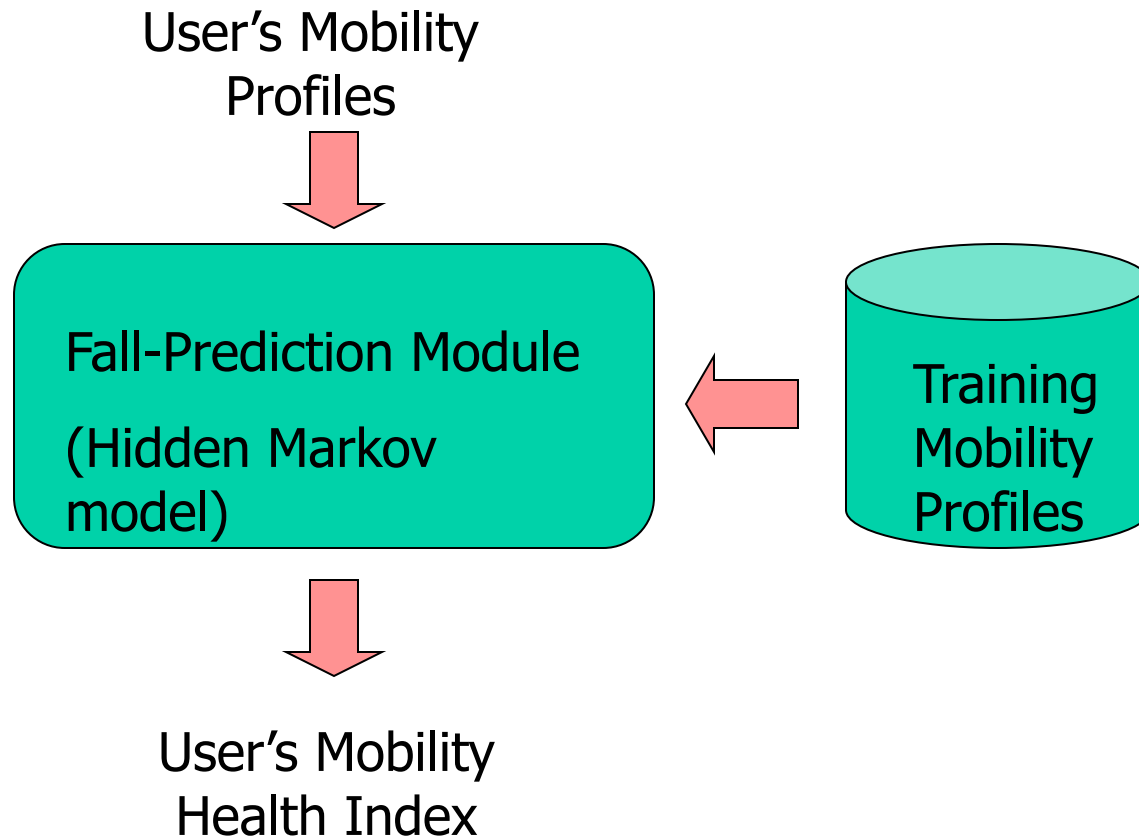 User’s Mobility
Profiles
Fall-Prediction Module
(Hidden Markov
model)
Training
Mobility
Profiles
User’s Mobility
Health Index